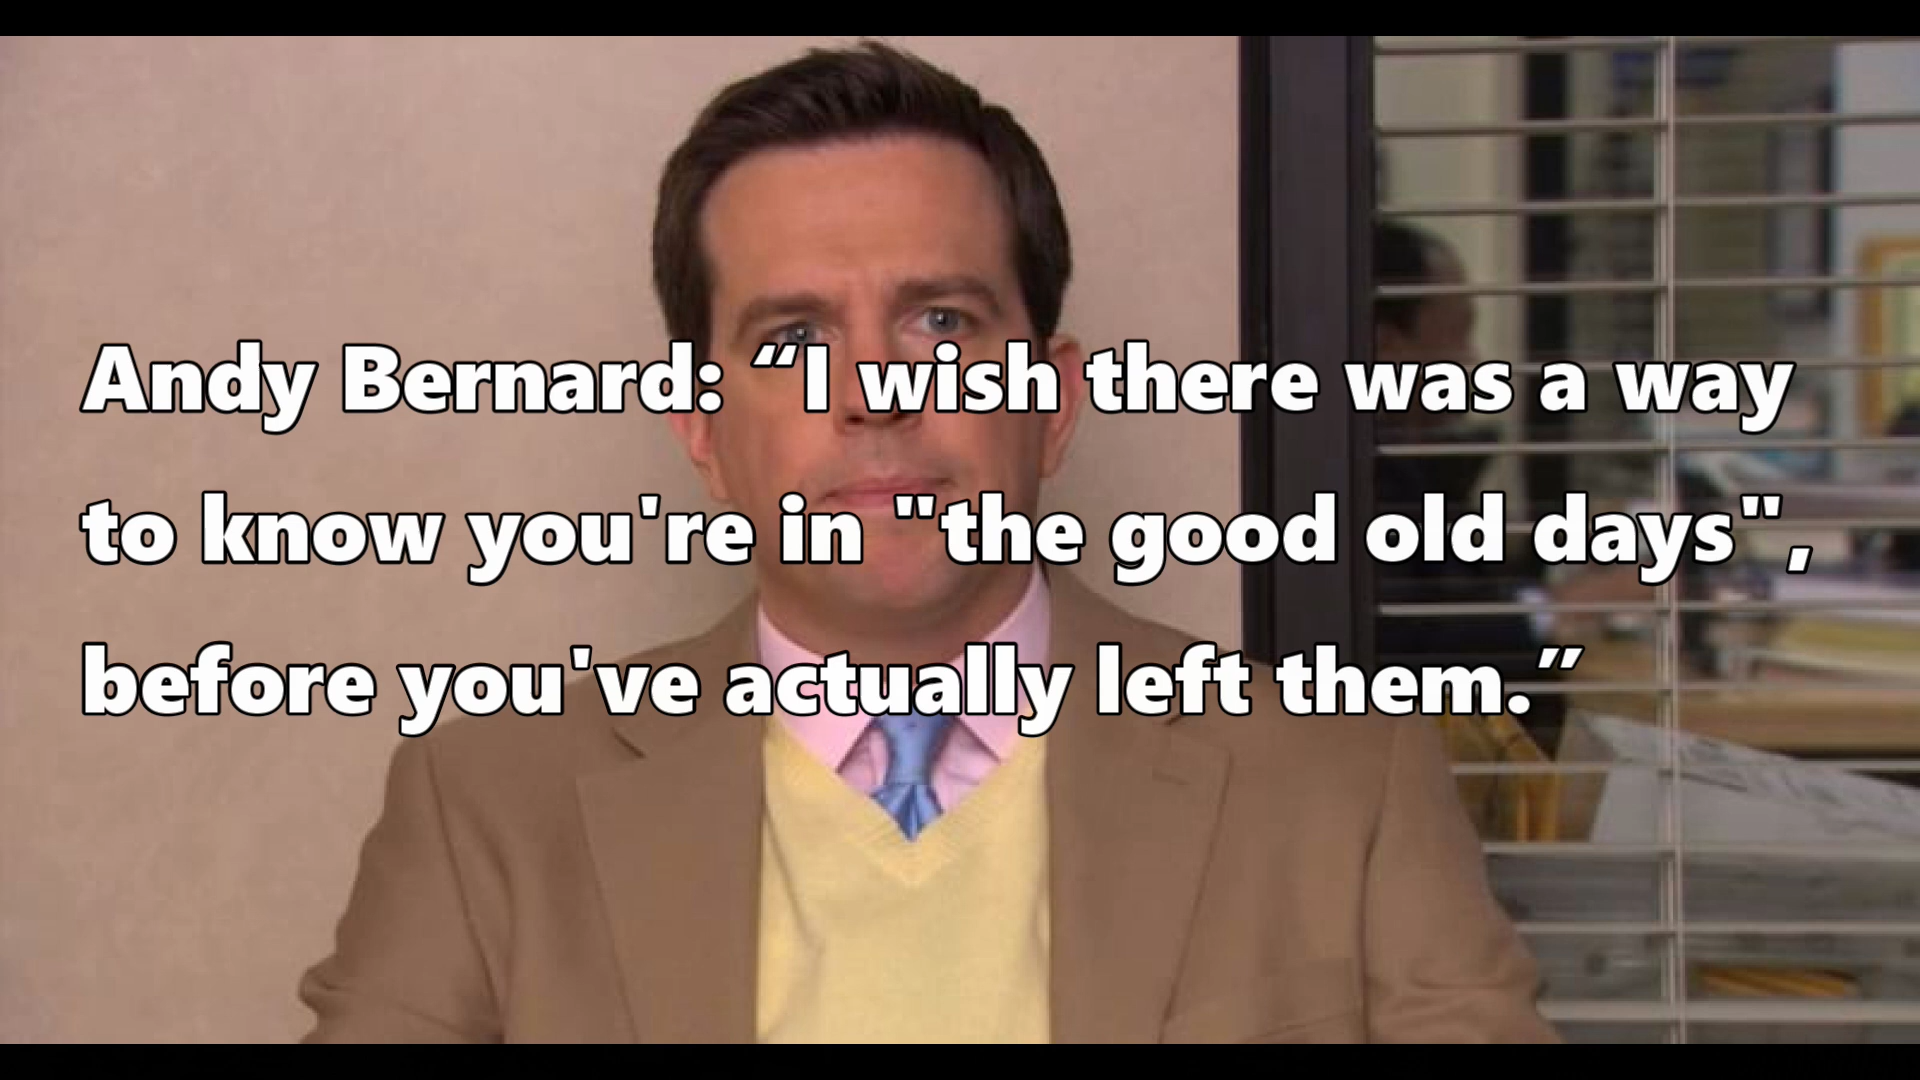 Andy Bernard: “I wish there was a way
to know you're in "the good old days",
before you've actually left them.”